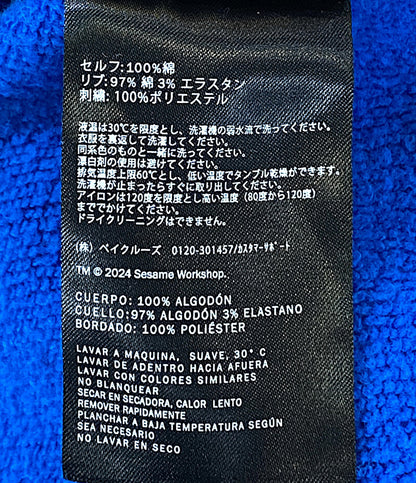 セルフ:100%綿
リブ:97% 綿 3% エラスタン
刺繍: 100%ポリエステル
液温は30℃を限度とし、洗濯機の弱水流で洗ってください。
衣服を裏返して洗濯してください。
同系色のものと一緒に洗ってください。
漂白剤の使用は避けてください。
排気温度上限60℃とし、低い温度でタンブル乾燥ができます。
洗濯機が止まったらすぐに取り出してください。
アイロンは120度を限度とし高い温度(80度から120度)
まででかけてください。
ドライクリーニングはできません。
(株) ベイクルーズ 0120-301457/カスタマーサポート
TM © 2024 Sesame Workshop.
CUERPO: 100% ALGODÓN
CUELLO:97% ALGODÓN 3% ELASTANO
BORDADO: 100% POLIÉSTER
LAVAR A MAQUINA, SUAVE, 30° C
LAVAR DE ADENTRO HACIA AFUERA
LAVAR CON COLORES SIMILARES
NO BLANQUEAR
SECAR EN SECADORA, CALOR LENTO
REMOVER RAPIDAMENTE
PLANCHAR A BAJA TEMPERATURA SEGÚN
SEA NECESARIO
NO LAVAR EN SECO